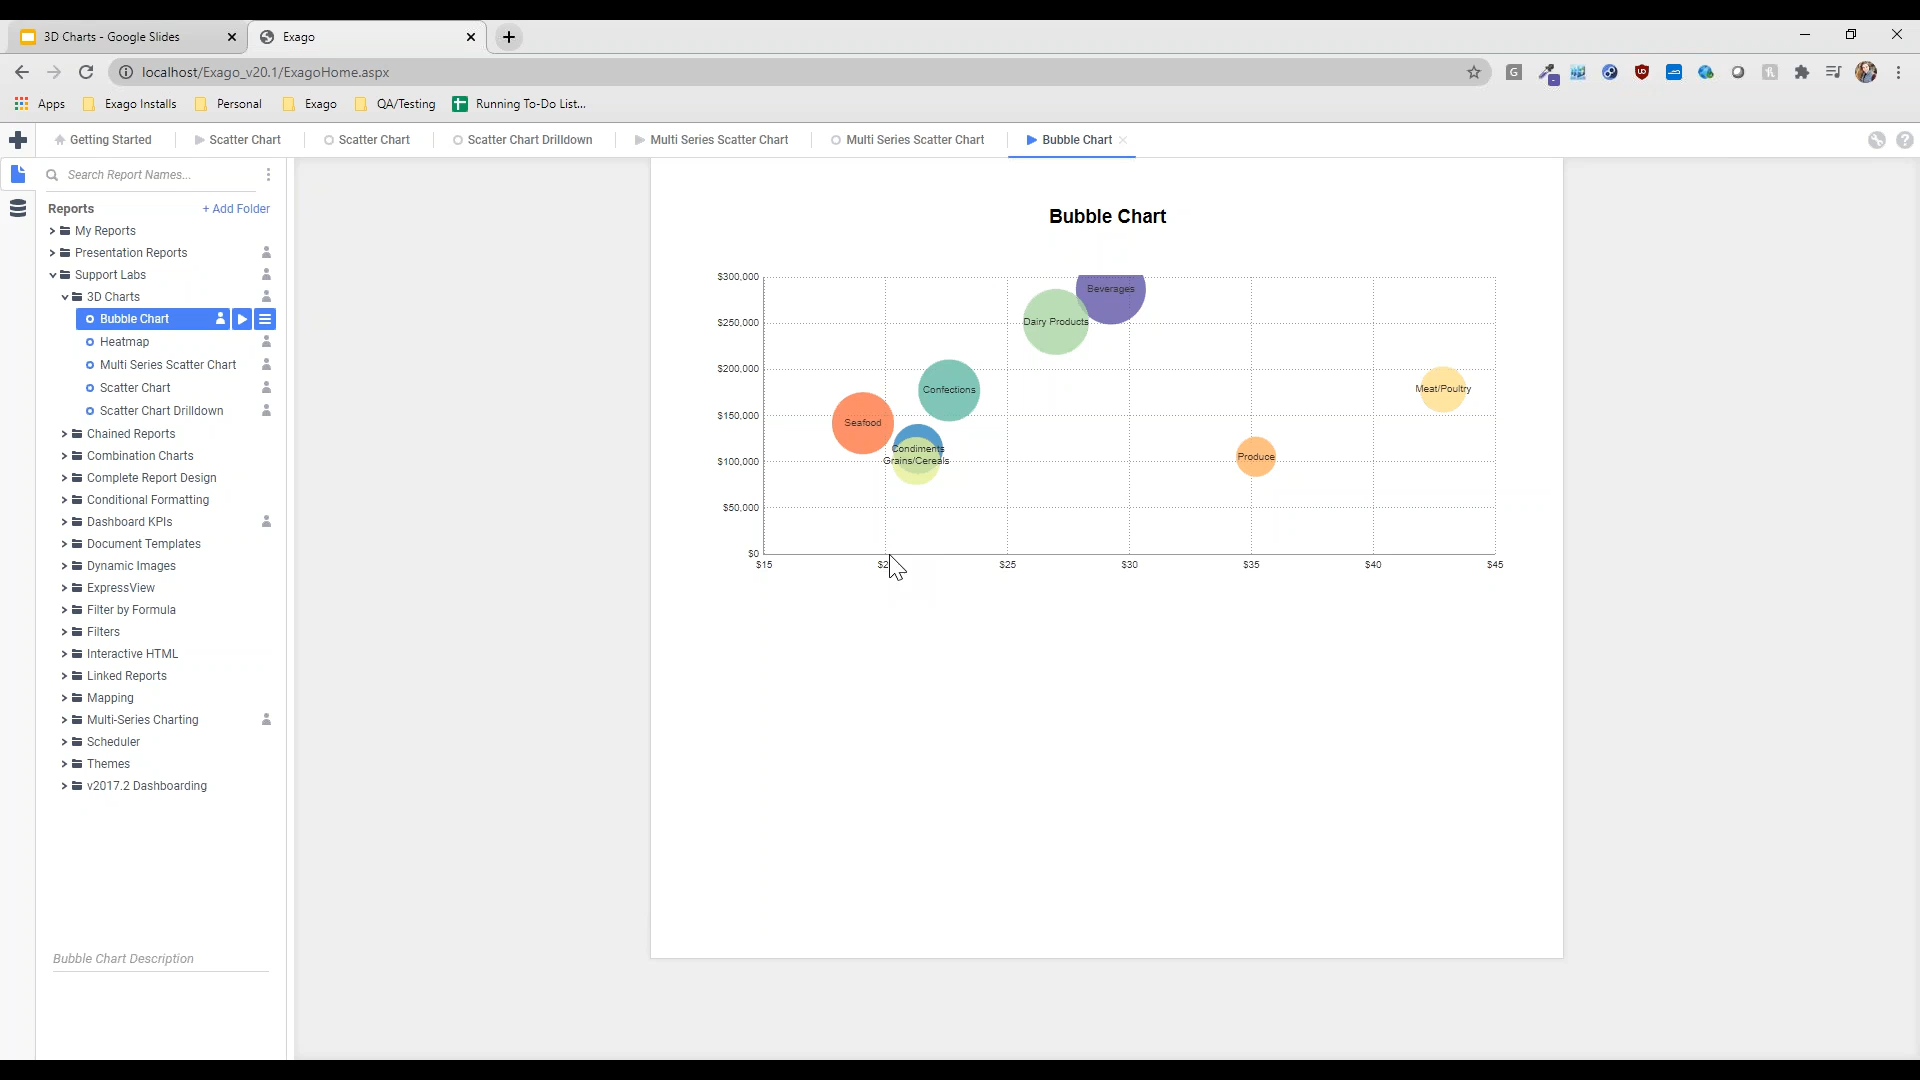 3D Charts - Google Slides
Exago
localhost/Exago_v20.1/ExagoHome.aspx
Apps
Exago Installs
Personal
Exago
QA/Testing
Running To-Do List...
Getting Started
Scatter Chart
Scatter Chart
Scatter Chart Drilldown
Multi Series Scatter Chart
Multi Series Scatter Chart
Bubble Chart
Search Report Names...
Reports
+ Add Folder
My Reports
Presentation Reports
Support Labs
3D Charts
Bubble Chart
Heatmap
Multi Series Scatter Chart
Scatter Chart
Scatter Chart Drilldown
Chained Reports
Combination Charts
Complete Report Design
Conditional Formatting
Dashboard KPIs
Document Templates
Dynamic Images
ExpressView
Filter by Formula
Filters
Interactive HTML
Linked Reports
Mapping
Multi-Series Charting
Scheduler
Themes
v2017.2 Dashboarding
Bubble Chart Description
Bubble Chart
$300,000
$250,000
$200,000
$150,000
$100,000
$50,000
$0
Beverages
Dairy Products
Confections
Meat/Poultry
Seafood
Condiments
Grains/Cereals
Produce
$15
$25
$30
$35
$40
$45